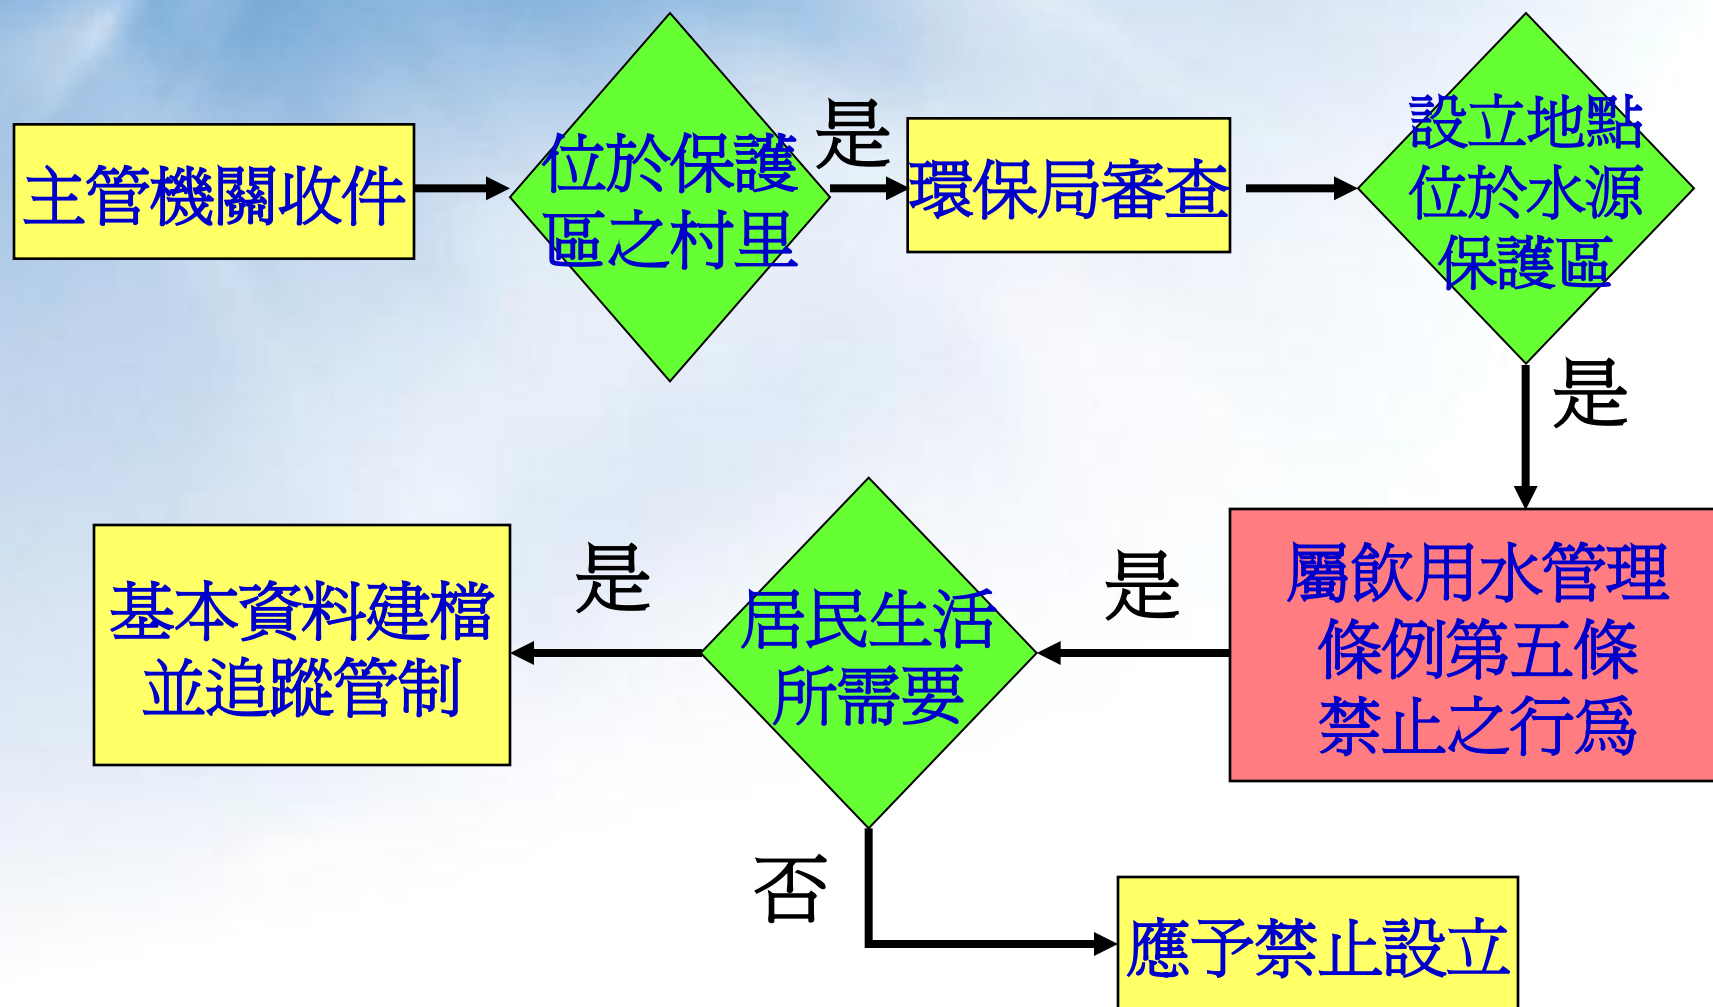 主管機關收件
位於保護
區之村里
是
環保局審查
設立地點
位於水源
保護區
是
屬飲用水管理
條例第五條
禁止之行為
是
居民生活
所需要
是
基本資料建檔
並追蹤管制
否
應予禁止設立